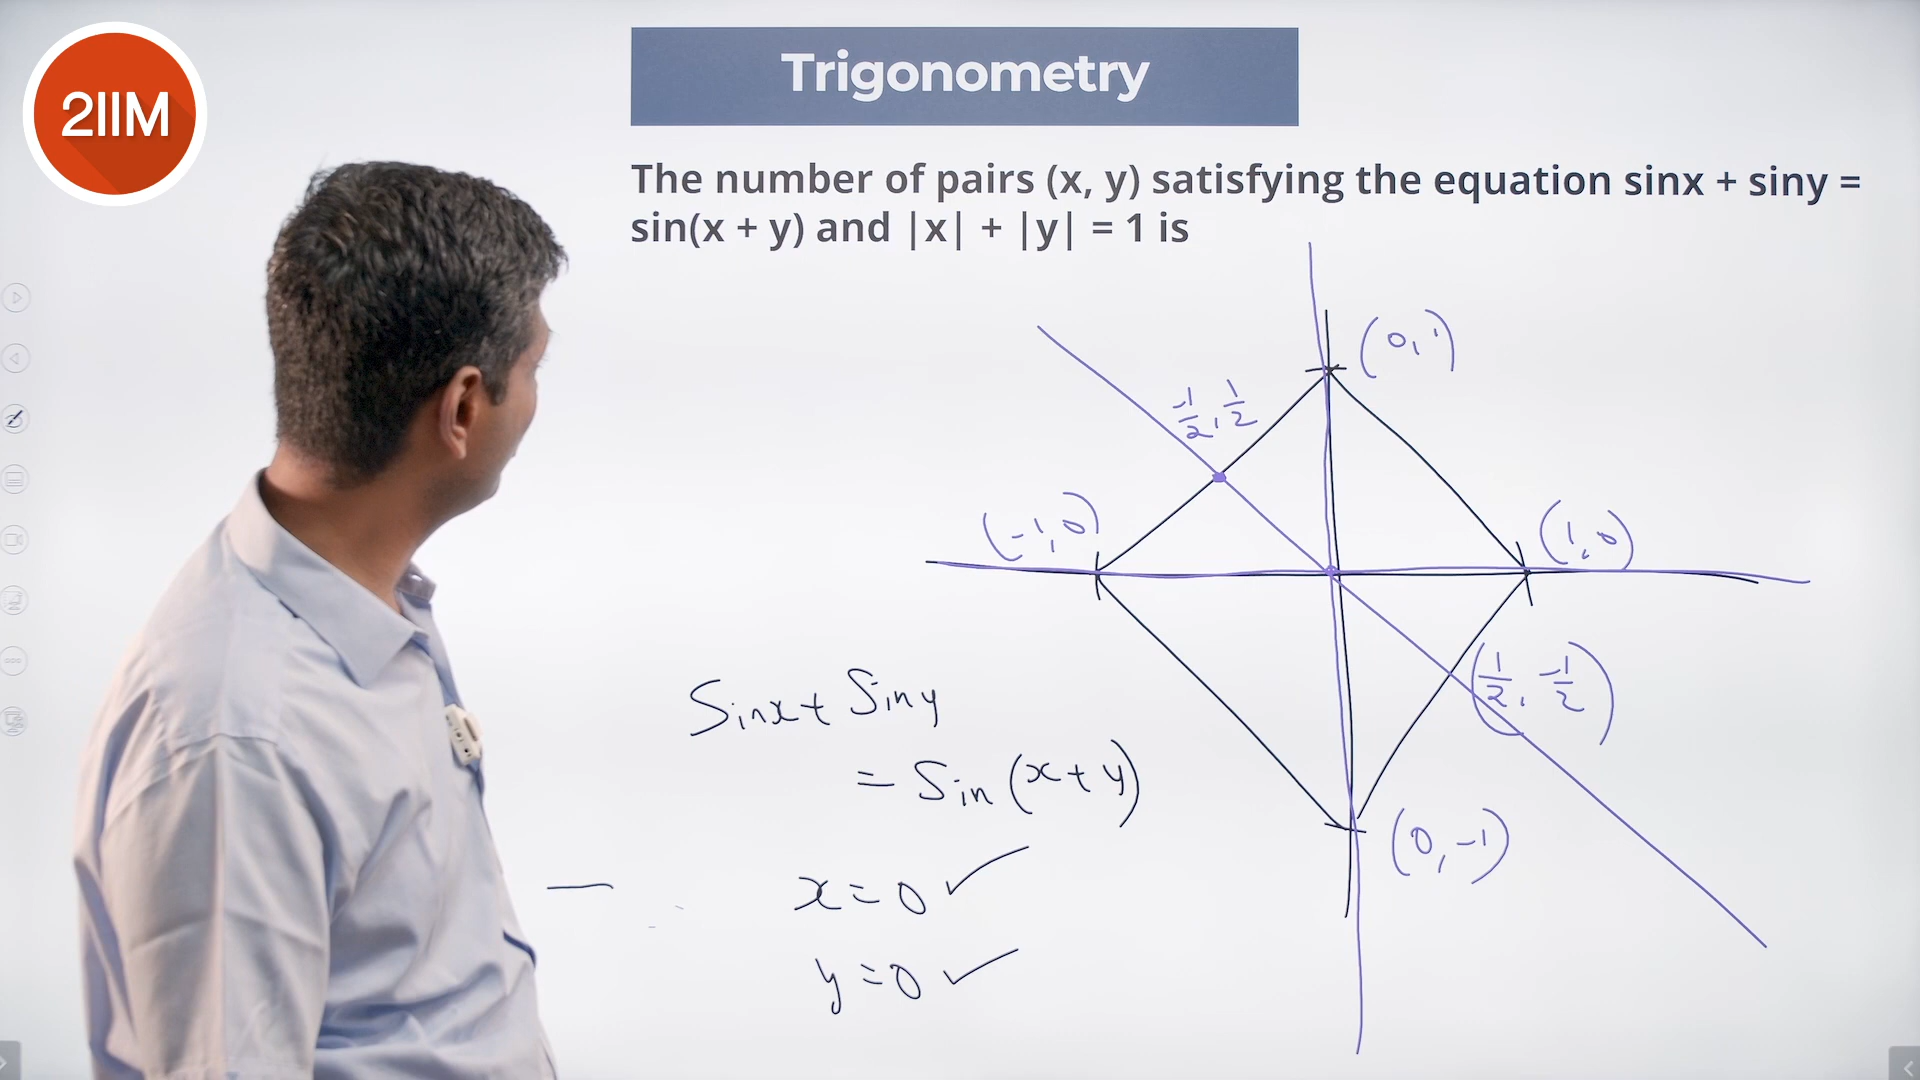 2IIM
Trigonometry
The number of pairs (x, y) satisfying the equation sinx + siny =
sin(x + y) and |x| + |y| = 1 is
(0, 1)
-1/2, 1/2
(-1, 0)
(1, 0)
(1/2, -1/2)
Sinx + Siny
= Sin (x + y)
x = 0 ✓
(0, -1)
y = 0 ✓